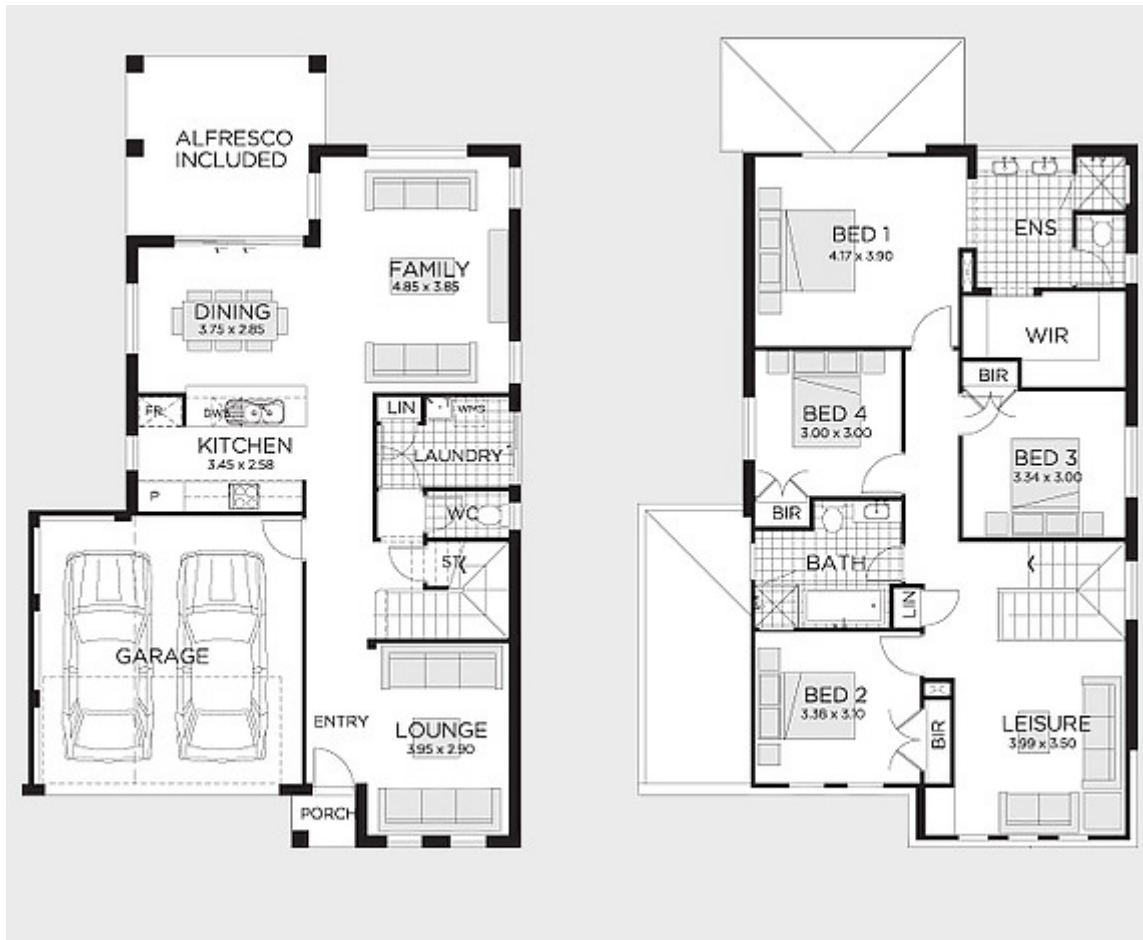 ALFRESCO
INCLUDED
FAMILY
4.85 x 3.85
DINING
3.75 x 2.85
FR
DW
LIN
WMS
KITCHEN
3.45 x 2.58
LAUNDRY
P
WC
ST
GARAGE
ENTRY
LOUNGE
3.95 x 2.90
PORCH
BED 1
4.17 x 3.90
ENS
WIR
BIR
BED 4
3.00 x 3.00
BED 3
3.34 x 3.00
BIR
BATH
LIN
BED 2
3.38 x 3.10
BIR
LEISURE
3.99 x 3.50